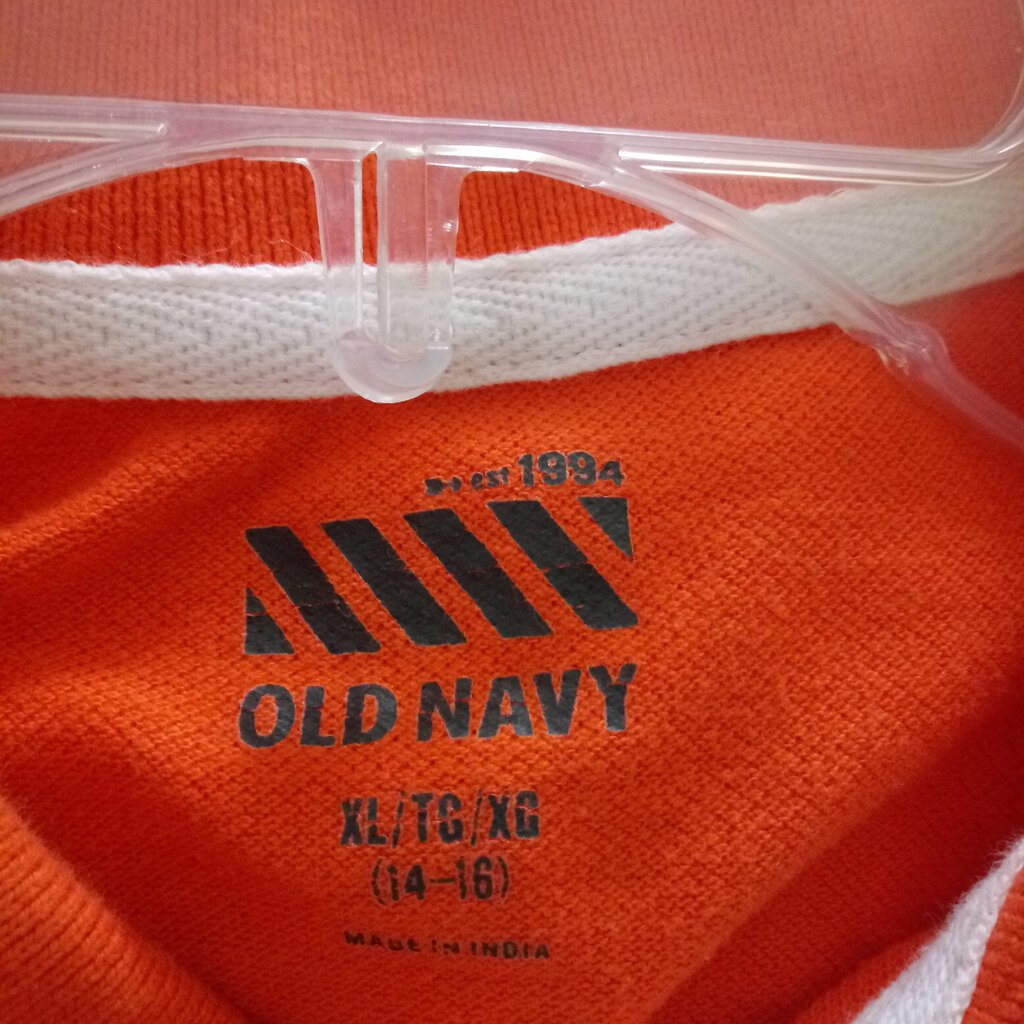 est 1994
OLD NAVY
XL/TG/XG
(14-16)
MADE IN INDIA